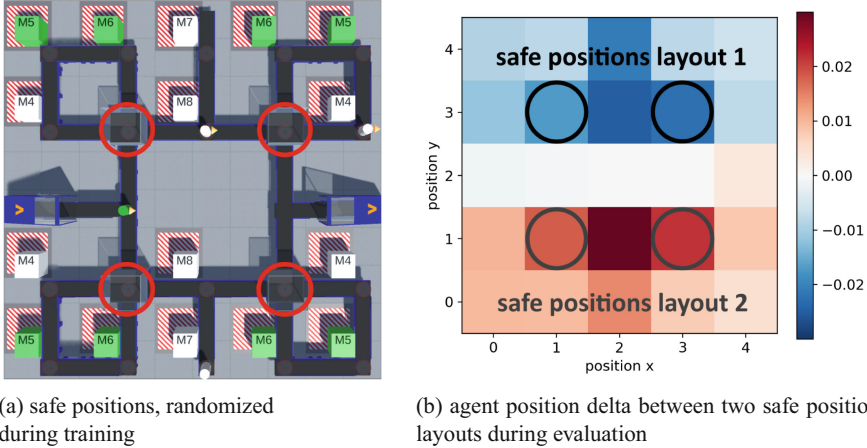 M5 M6 M7 M6 M5
M4 M8 M4
> >
M4 M8 M4
M5 M6 M7 M6 M5
safe positions layout 1
safe positions layout 2
position y
4
3
2
1
0
0 1 2 3 4
position x
0.02
0.01
0.00
−0.01
−0.02
(a) safe positions, randomized
during training
(b) agent position delta between two safe positio
layouts during evaluation